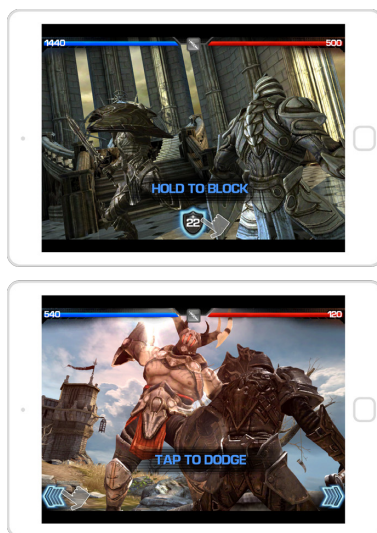 1440 500
HOLD TO BLOCK
22
540 120
TAP TO DODGE